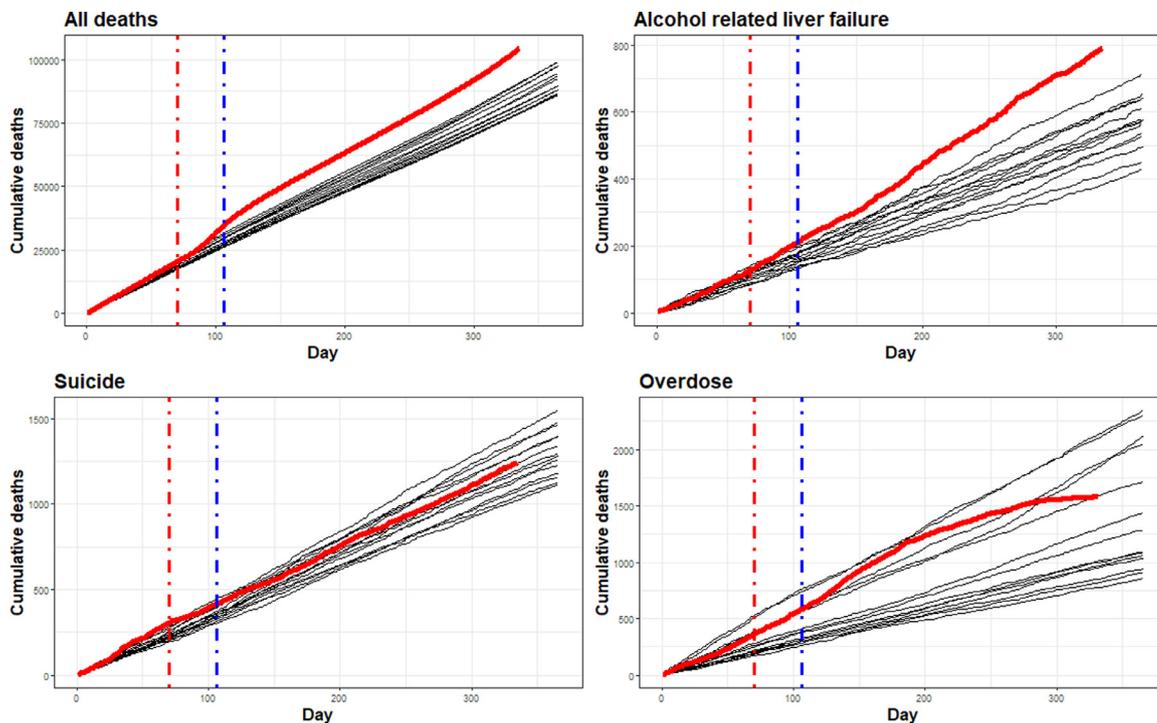 All deaths
Cumulative deaths
100000
75000
50000
25000
0
0
100
200
300
Day
Alcohol related liver failure
Cumulative deaths
800
600
400
200
0
0
100
200
300
Day
Suicide
Cumulative deaths
1500
1000
500
0
0
100
200
300
Day
Overdose
Cumulative deaths
2000
1500
1000
500
0
0
100
200
300
Day